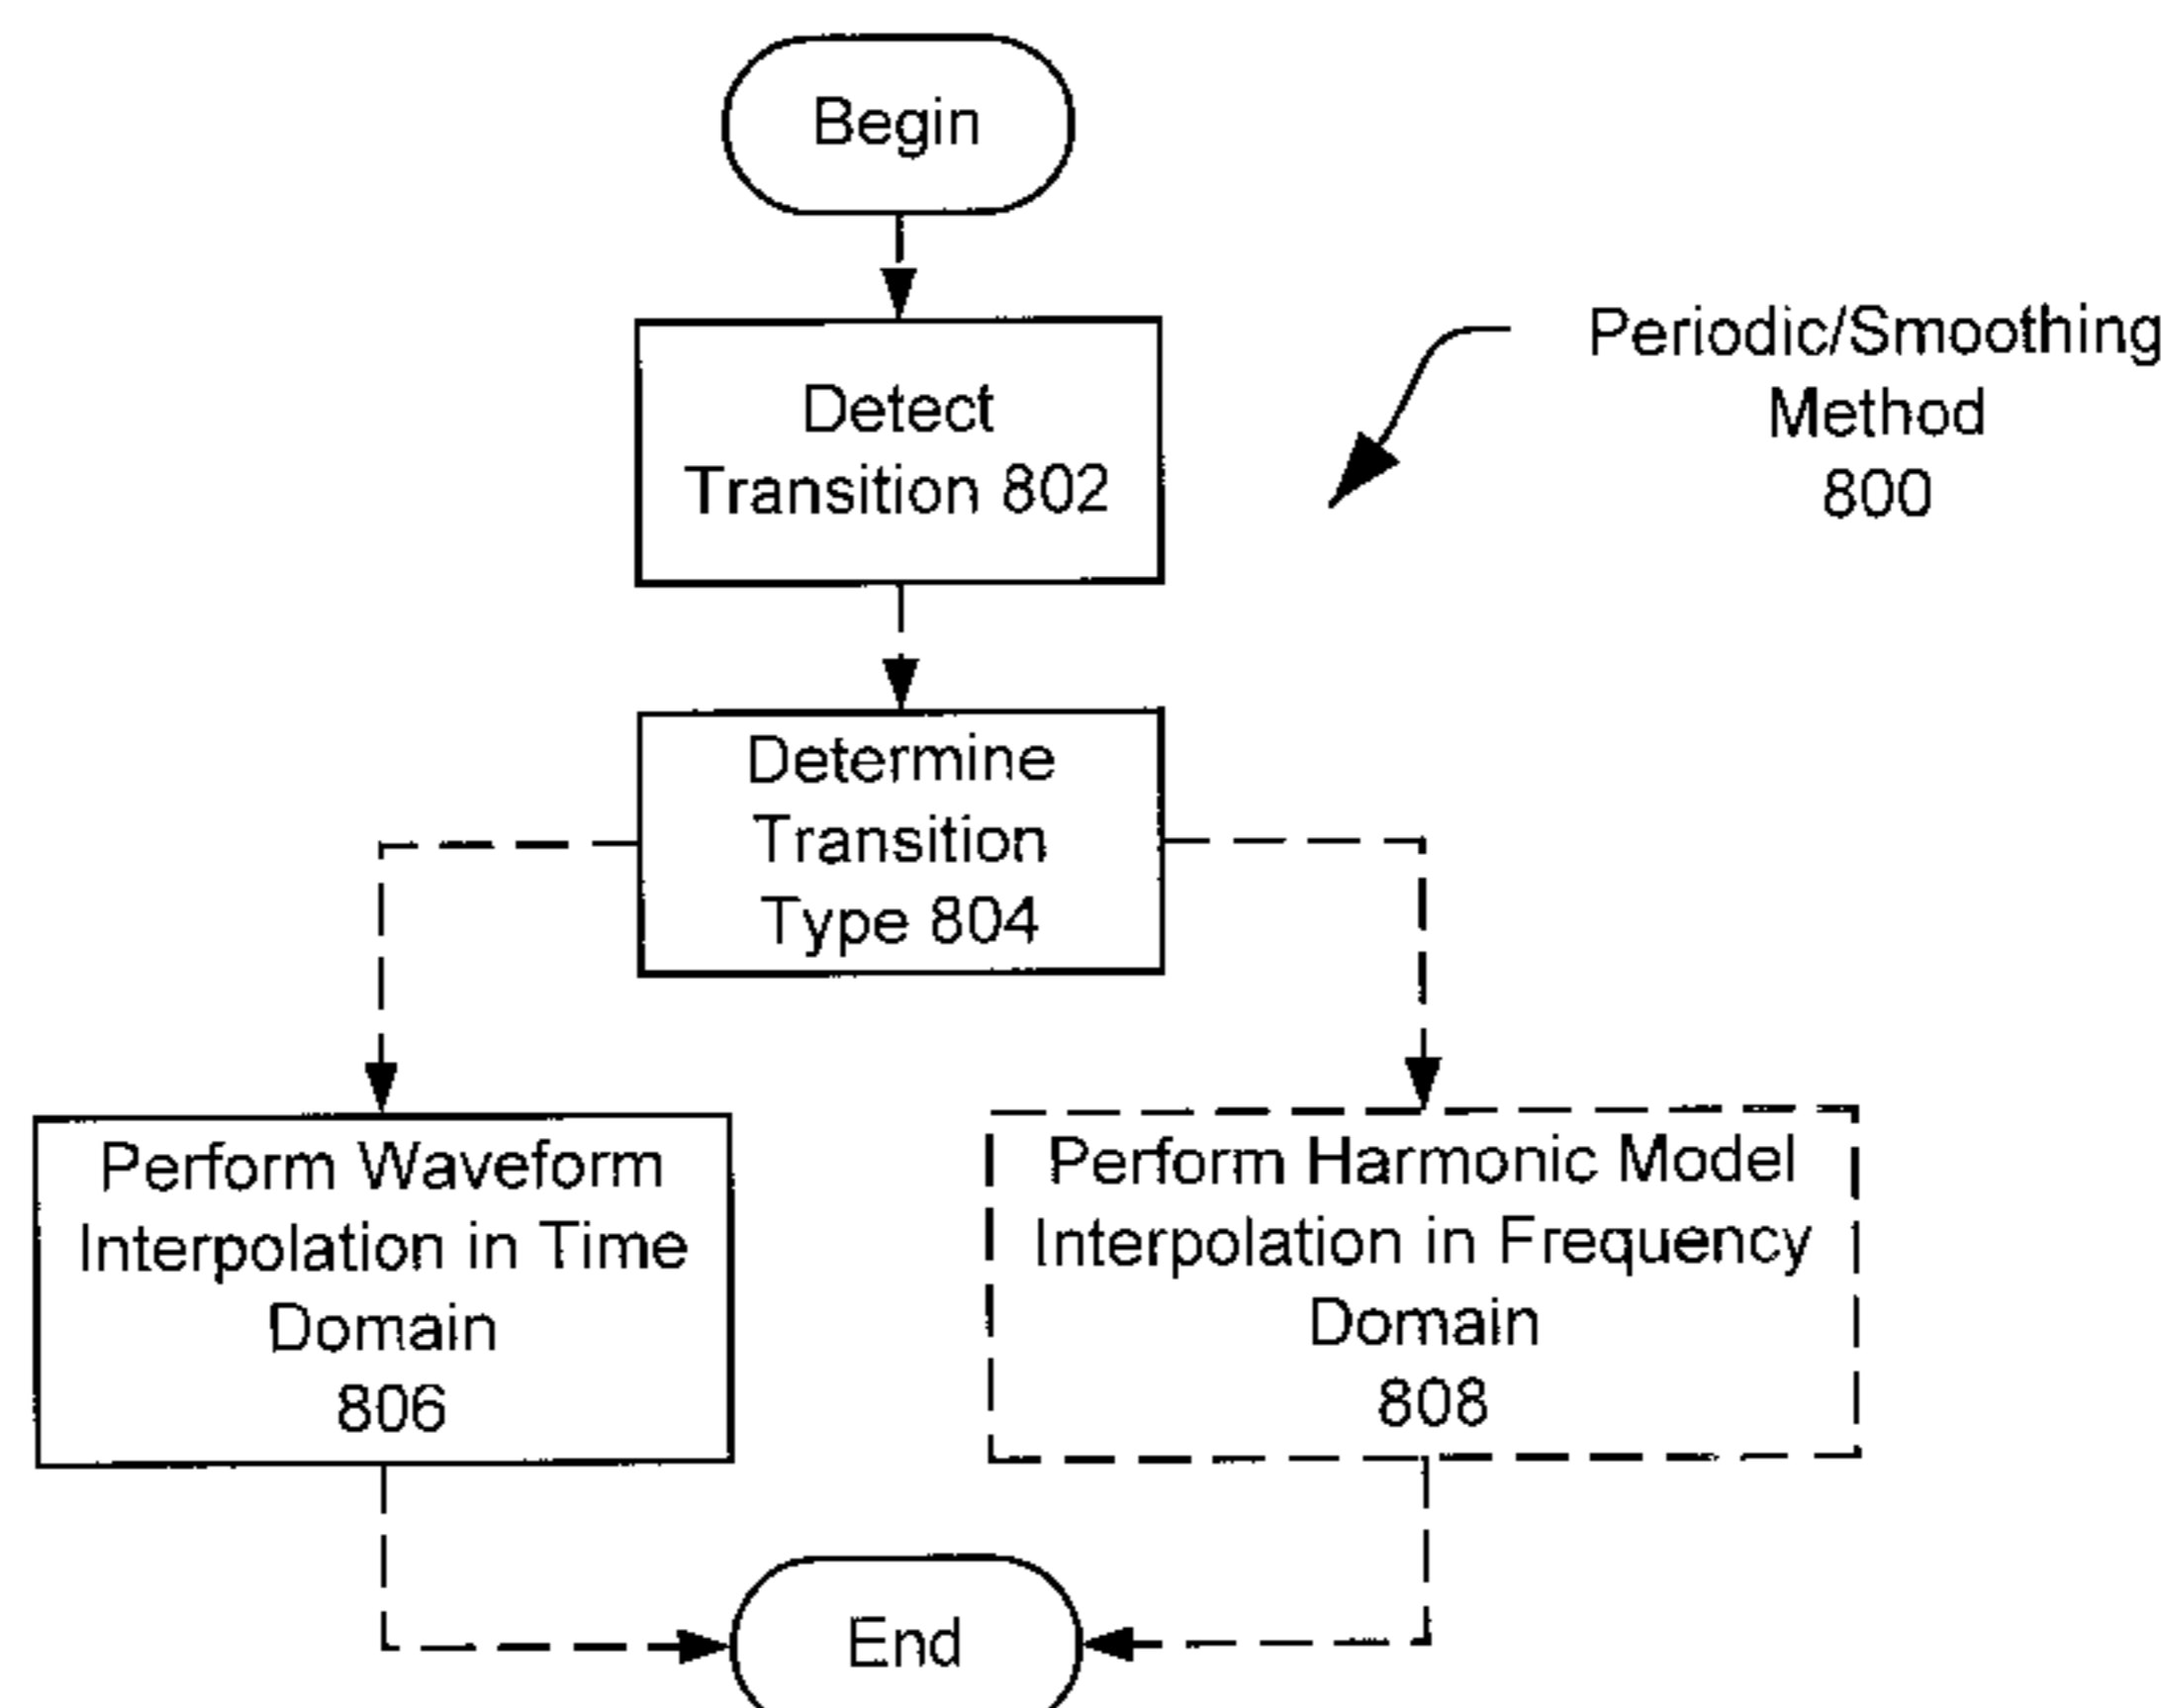 Begin
Detect
Transition 802
Periodic/Smoothing
Method
800
Determine
Transition
Type 804
Perform Waveform
Interpolation in Time
Domain
806
Perform Harmonic Model
Interpolation in Frequency
Domain
808
End